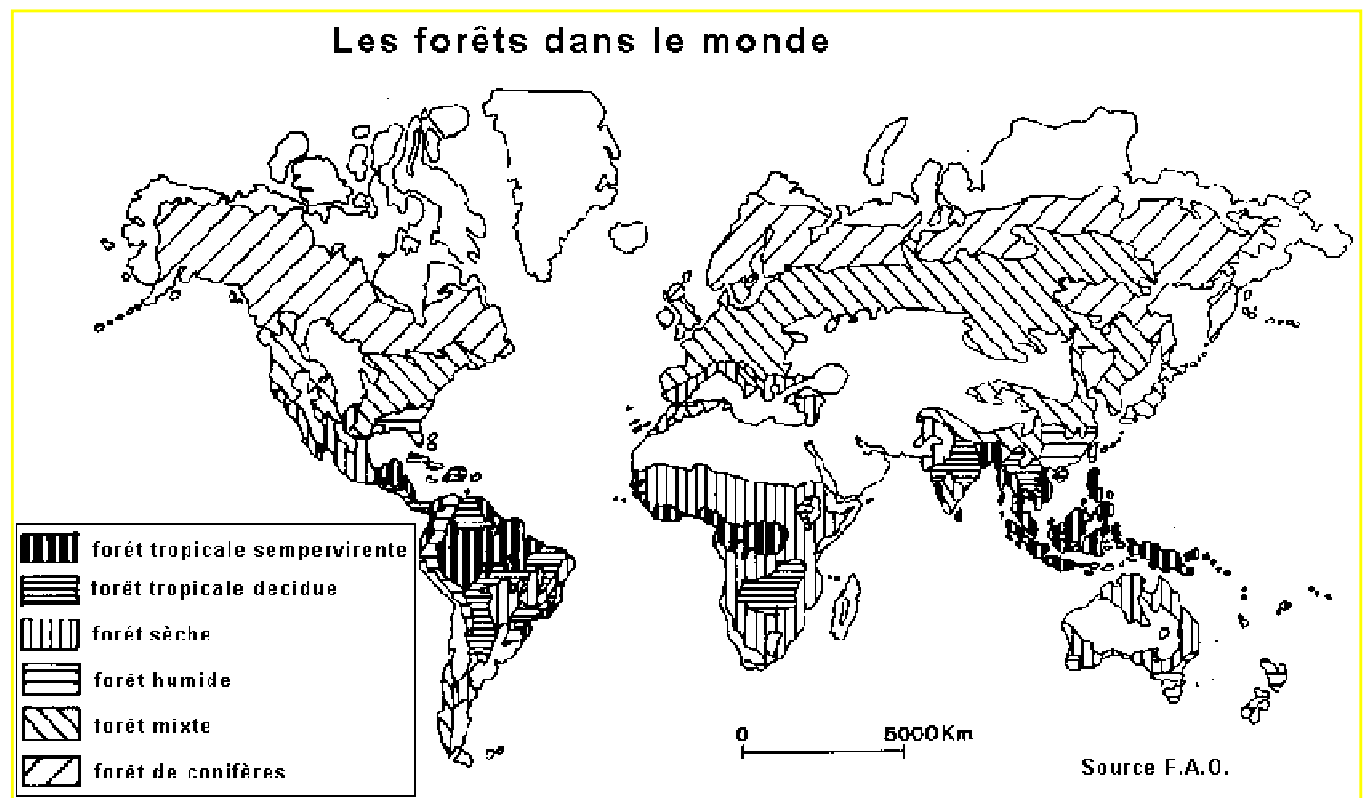 Les forêts dans le monde
forêt tropicale sempervirente
forêt tropicale decidue
forêt sèche
forêt humide
forêt mixte
forêt de conifères
0 5000Km
Source F.A.O.